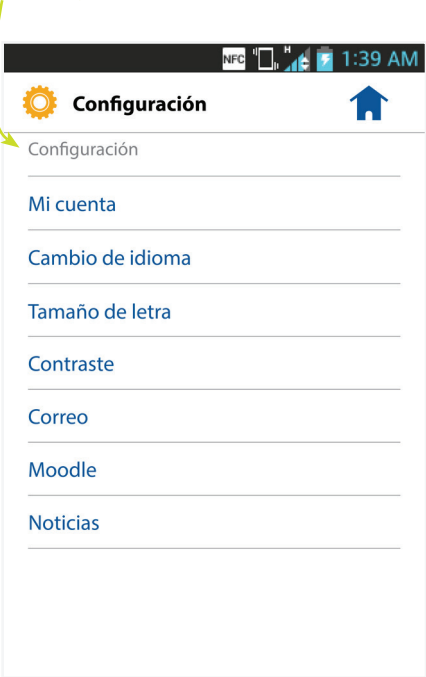 NFC H 1:39 AM
Configuración
Configuración
Mi cuenta
Cambio de idioma
Tamaño de letra
Contraste
Correo
Moodle
Noticias